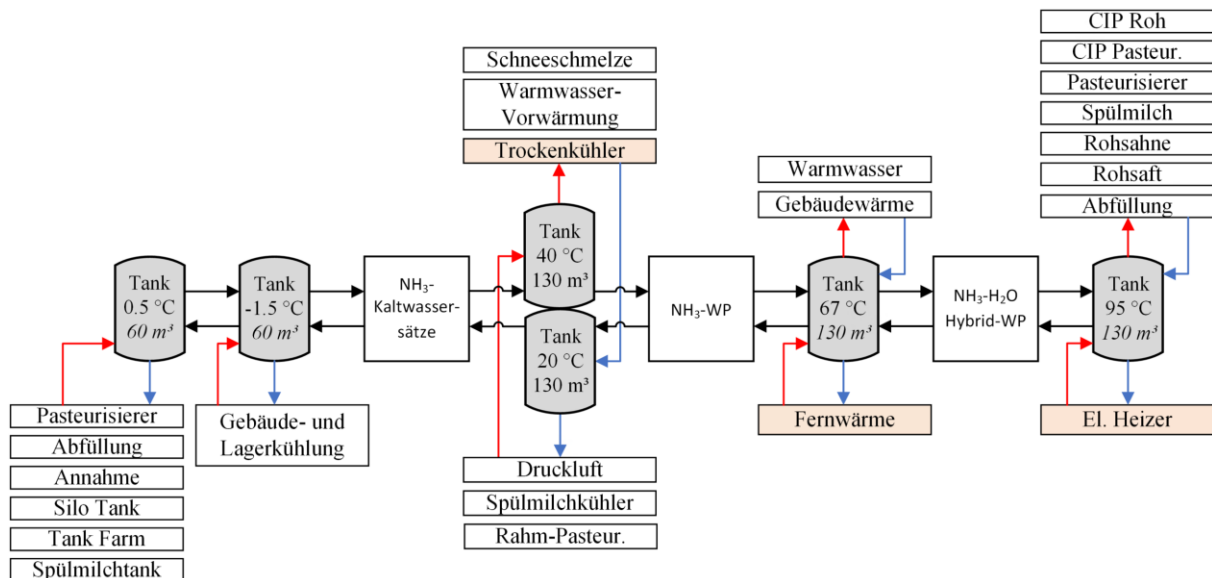 CIP Roh
CIP Pasteur.
Pasteurisierer
Spülmilch
Rohsahne
Rohsaft
Abfüllung
Schneeschmelze
Warmwasser-
Vorwärmung
Trockenkühler
Warmwasser
Gebäudewärme
Tank
0.5 °C
60 m³
Tank
-1.5 °C
60 m³
NH₃-
Kaltwasser-
sätze
Tank
40 °C
130 m³
Tank
20 °C
130 m³
NH₃-WP
Tank
67 °C
130 m³
NH₃-H₂O
Hybrid-WP
Tank
95 °C
130 m³
Pasteurisierer
Abfüllung
Annahme
Silo Tank
Tank Farm
Spülmilchtank
Gebäude- und
Lagerkühlung
Druckluft
Spülmilchkühler
Rahm-Pasteur.
Fernwärme
El. Heizer